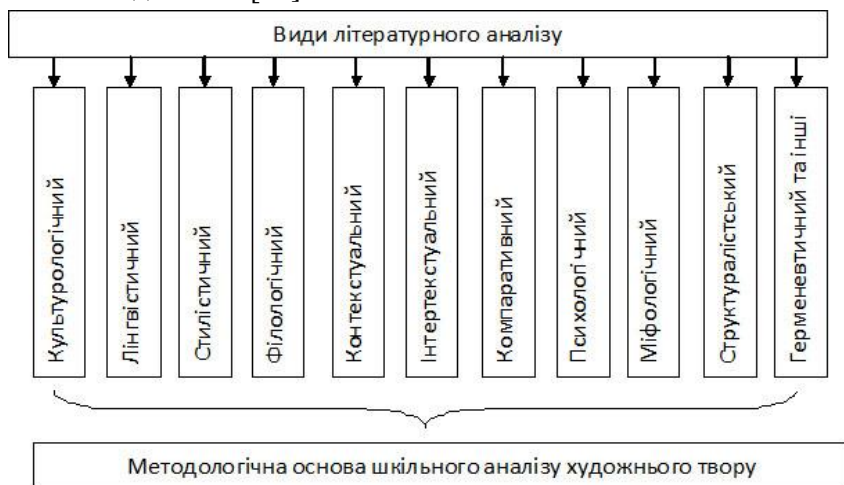 Види літературного аналізу
Культурологічний
Лінгвістичний
Стилістичний
Філологічний
Контекстуальний
Інтертекстуальний
Компаративний
Психологічний
Міфологічний
Структуралістський
Герменевтичний та інші
Методологічна основа шкільного аналізу художнього твору